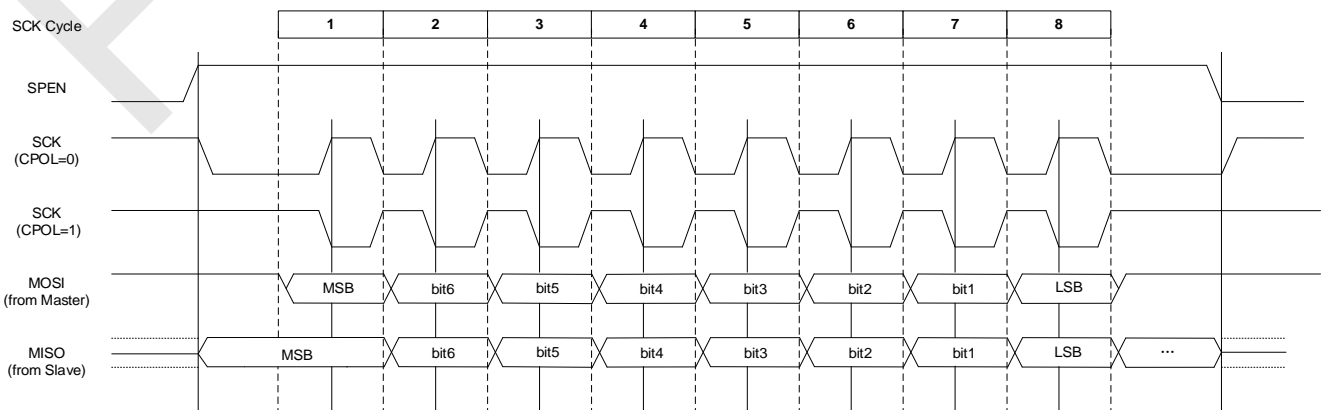 SCK Cycle 1 2 3 4 5 6 7 8
SPEN
SCK
(CPOL=0)
SCK
(CPOL=1)
MOSI
(from Master)
MSB bit6 bit5 bit4 bit3 bit2 bit1 LSB
MISO
(from Slave)
MSB bit6 bit5 bit4 bit3 bit2 bit1 LSB ...